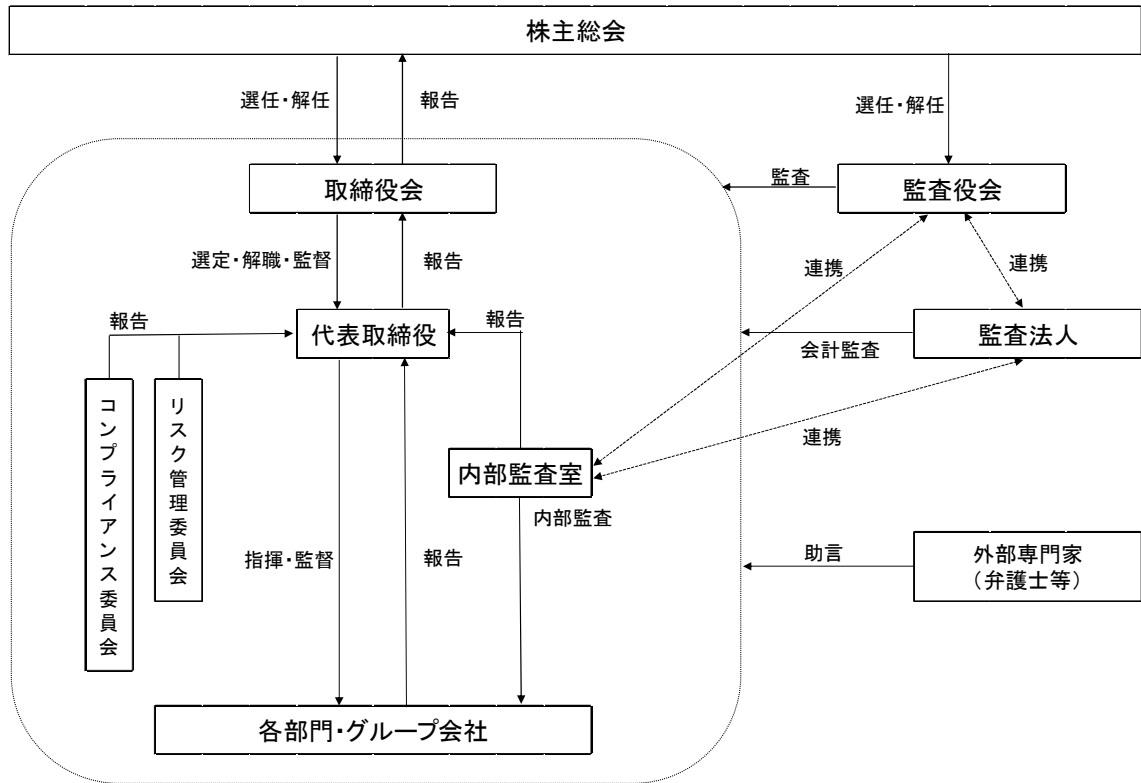 株主総会
選任・解任
報告
選任・解任
取締役会
監査
監査役会
選定・解職・監督
報告
連携
連携
報告
代表取締役
報告
会計監査
監査法人
コンプライアンス委員会
リスク管理委員会
連携
内部監査室
内部監査
指揮・監督
報告
助言
外部専門家
（弁護士等）
各部門・グループ会社